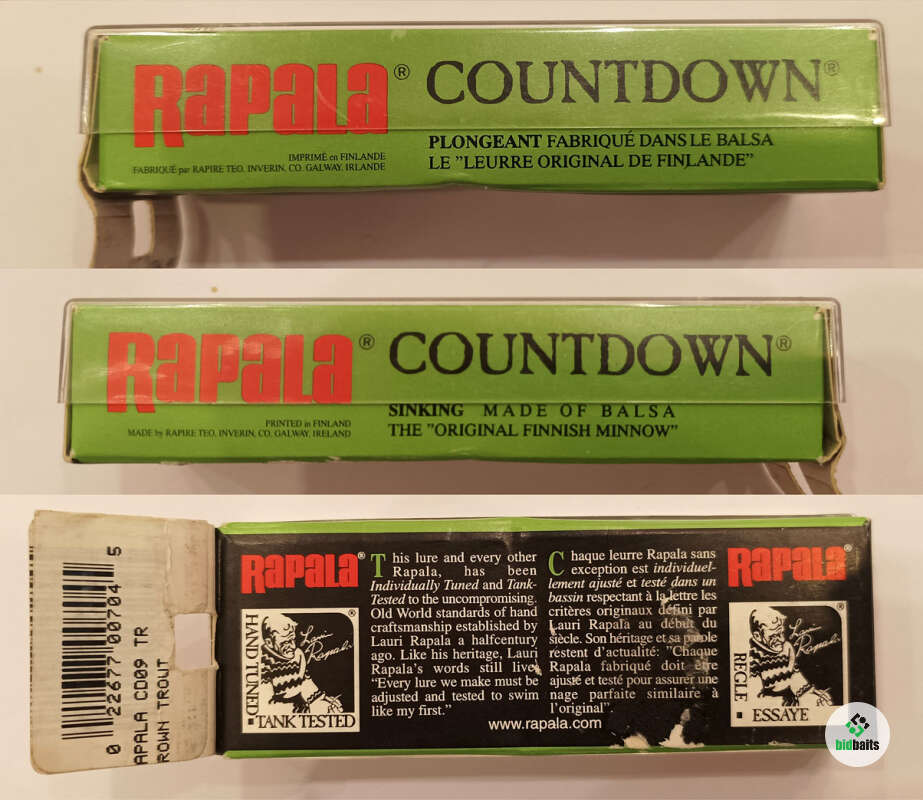 RAPALA® COUNTDOWN®
IMPRIMÉ en FINLANDE
FABRIQUÉ par RAPIRE TEO, INVERIN, CO. GALWAY, IRLANDE
PLONGEANT FABRIQUÉ DANS LE BALSA
LE "LEURRE ORIGINAL DE FINLANDE"
RAPALA® COUNTDOWN®
PRINTED in FINLAND
MADE by RAPIRE TEO, INVERIN, CO. GALWAY, IRELAND
SINKING MADE OF BALSA
THE "ORIGINAL FINNISH MINNOW"
0 22677 00704 5
APALA CD09 TR
ROWN TROUT
RAPALA®
HAND TUNED
Lauri Rapala
TANK TESTED
This lure and every other
Rapala, has been
Individually Tuned and Tank-
Tested to the uncompromising,
Old World standards of hand
craftsmanship established by
Lauri Rapala a halfcentury
ago. Like his heritage, Lauri
Rapala's words still live
"Every lure we make must be
adjusted and tested to swim
like my first."
Chaque leurre Rapala sans
exception est individuel-
lement ajusté et testé dans un
bassin respectant à la lettre les
critères originaux défini par
Lauri Rapala au début du
siècle. Son héritage et sa parole
restent d'actualité: "Chaque
Rapala fabriqué doit être
ajusté et testé pour assurer une
nage parfaite similaire à
l'original".
www.rapala.com
RAPALA®
REGLE
Lauri Rapala
ESSAYE
bidbaits